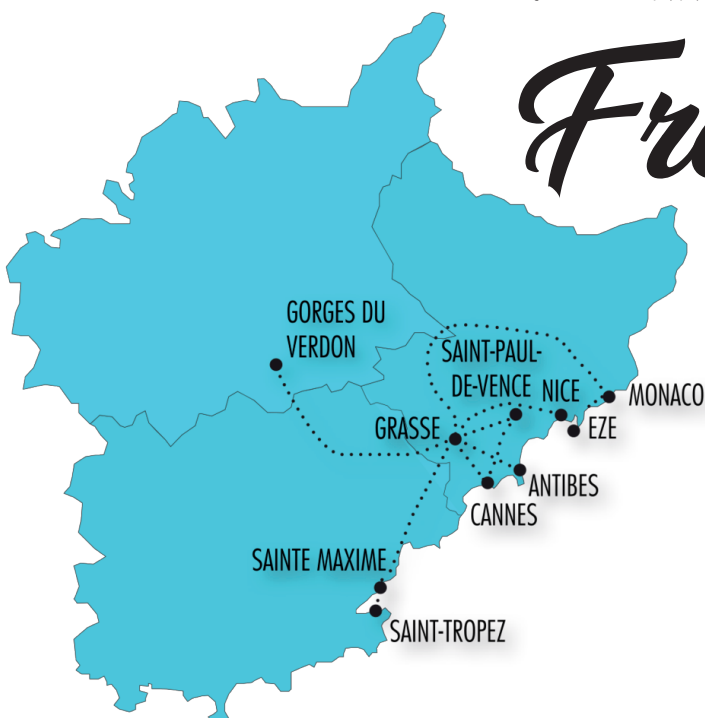 GORGES DU
VERDON
SAINT-PAUL-
DE-VENCE
NICE
MONACO
EZE
GRASSE
ANTIBES
CANNES
SAINTE MAXIME
SAINT-TROPEZ